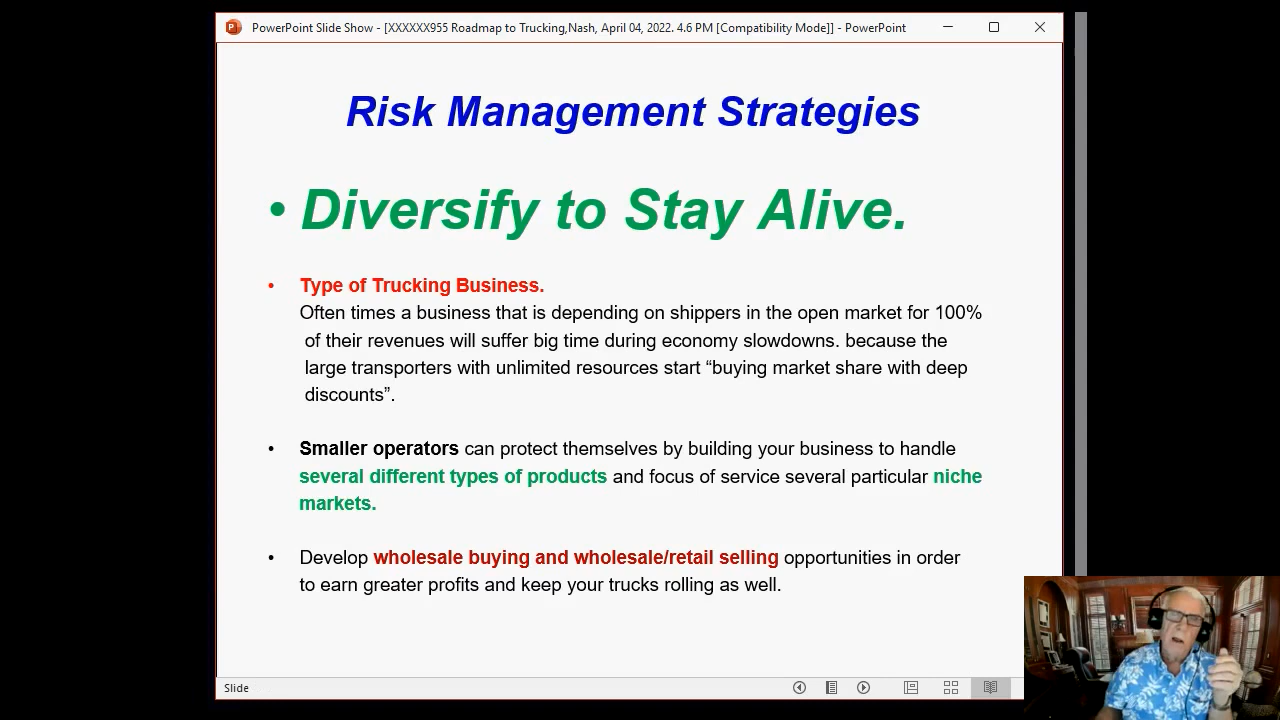 PowerPoint Slide Show - [XXXXXX955 Roadmap to Trucking,Nash, April 04, 2022. 4.6 PM [Compatibility Mode]] - PowerPoint
Risk Management Strategies
• Diversify to Stay Alive.
• Type of Trucking Business.
Often times a business that is depending on shippers in the open market for 100%
of their revenues will suffer big time during economy slowdowns. because the
large transporters with unlimited resources start “buying market share with deep
discounts”.
• Smaller operators can protect themselves by building your business to handle
several different types of products and focus of service several particular niche
markets.
• Develop wholesale buying and wholesale/retail selling opportunities in order
to earn greater profits and keep your trucks rolling as well.
Slide